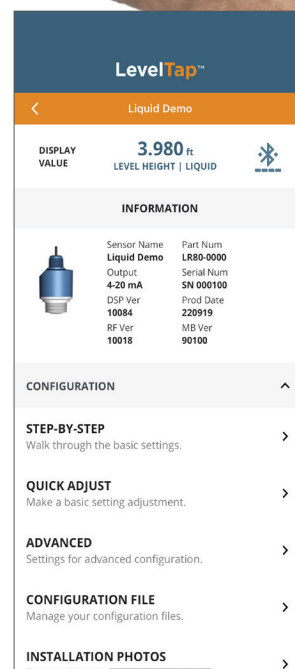 LevelTap™
Liquid Demo
DISPLAY VALUE
3.980 ft
LEVEL HEIGHT | LIQUID
INFORMATION
Sensor Name
Liquid Demo
Output
4-20 mA
DSP Ver
10084
RF Ver
10018
Part Num
LR80-0000
Serial Num
SN 000100
Prod Date
220919
MB Ver
90100
CONFIGURATION
STEP-BY-STEP
Walk through the basic settings.
QUICK ADJUST
Make a basic setting adjustment.
ADVANCED
Settings for advanced configuration.
CONFIGURATION FILE
Manage your configuration files.
INSTALLATION PHOTOS